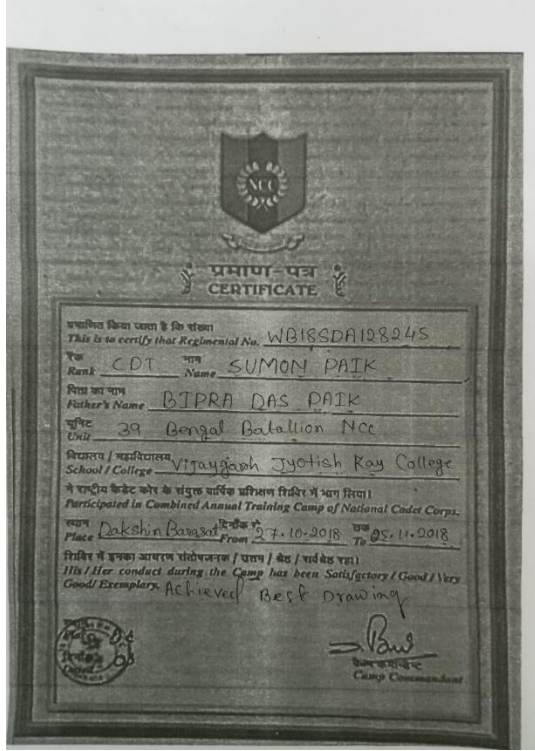 NCC
प्रमाण-पत्र
CERTIFICATE
प्रमाणित किया जाता है कि संख्या
This is to certify that Regimental No. WB18SDA128245
रैंक नाम
Rank CDT Name SUMON PAIK
पिता का नाम
Father's Name BIPRA DAS PAIK
यूनिट
Unit 39 Bengal Batallion Ncc
विद्यालय / महाविद्यालय
School / College Vijaygarh Jyotish Ray College
ने राष्ट्रीय कैडेट कोर के संयुक्त वार्षिक प्रशिक्षण शिविर में भाग लिया।
Participated in Combined Annual Training Camp of National Cadet Corps.
स्थान दिनाँक से तक
Place Dakshin Barasat From 27.10.2018 To 05.11.2018
शिविर में इनका आचरण संतोषजनक / उत्तम / श्रेष्ठ / सर्वश्रेष्ठ रहा।
His / Her conduct during the Camp has been Satisfactory / Good / Very
Good/ Exemplary. Achieved Best Drawing
कैम्प कमान्डेन्ट
Camp Commandant